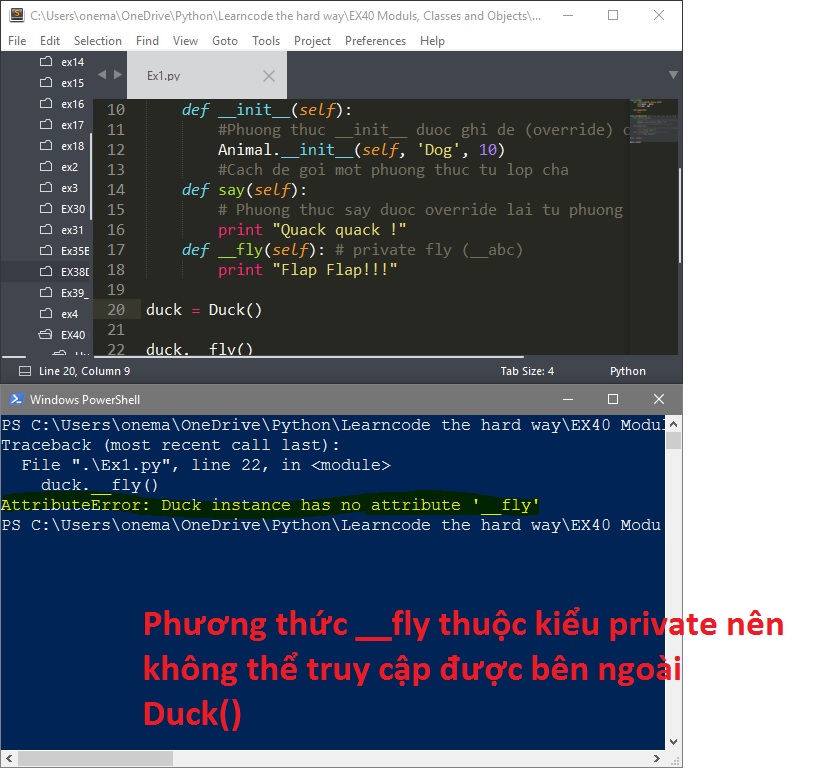 C:\Users\onema\OneDrive\Python\Learncode the hard way\EX40 Moduls, Classes and Objects\...
File Edit Selection Find View Goto Tools Project Preferences Help
ex14
ex15
ex16
ex17
ex18
ex2
ex3
EX30
ex31
Ex35E
EX38D
Ex39_
ex4
EX40
Ex1.py
10 def __init__(self):
11 #Phuong thuc __init__ duoc ghi de (override)
12 Animal.__init__(self, 'Dog', 10)
13 #Cach de goi mot phuong thuc tu lop cha
14 def say(self):
15 # Phuong thuc say duoc override lai tu phuong
16 print "Quack quack !"
17 def __fly(self): # private fly (__abc)
18 print "Flap Flap!!!"
19
20 duck = Duck()
21
22 duck.__fly()
Line 20, Column 9 Tab Size: 4 Python
Windows PowerShell
PS C:\Users\onema\OneDrive\Python\Learncode the hard way\EX40 Modul
Traceback (most recent call last):
File ".\Ex1.py", line 22, in <module>
duck.__fly()
AttributeError: Duck instance has no attribute '__fly'
PS C:\Users\onema\OneDrive\Python\Learncode the hard way\EX40 Modu
Phương thức __fly thuộc kiểu private nên
không thể truy cập được bên ngoài
Duck()